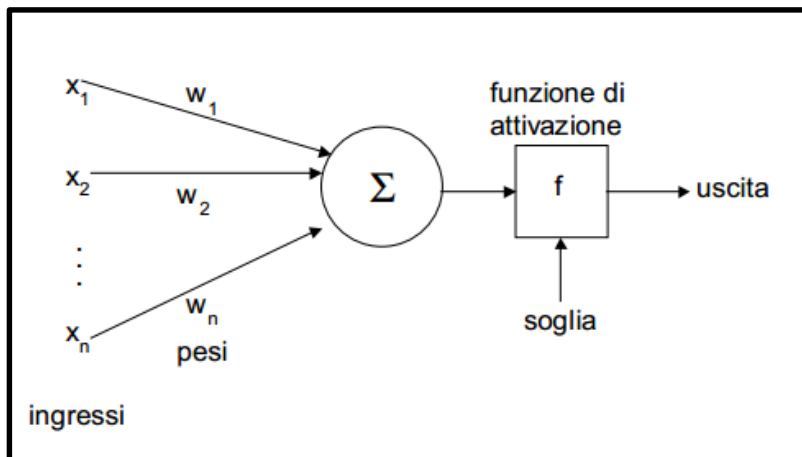 x1
w1
funzione di
attivazione
x2
w2
Σ
f
uscita
⋮
xn
wn
pesi
soglia
ingressi